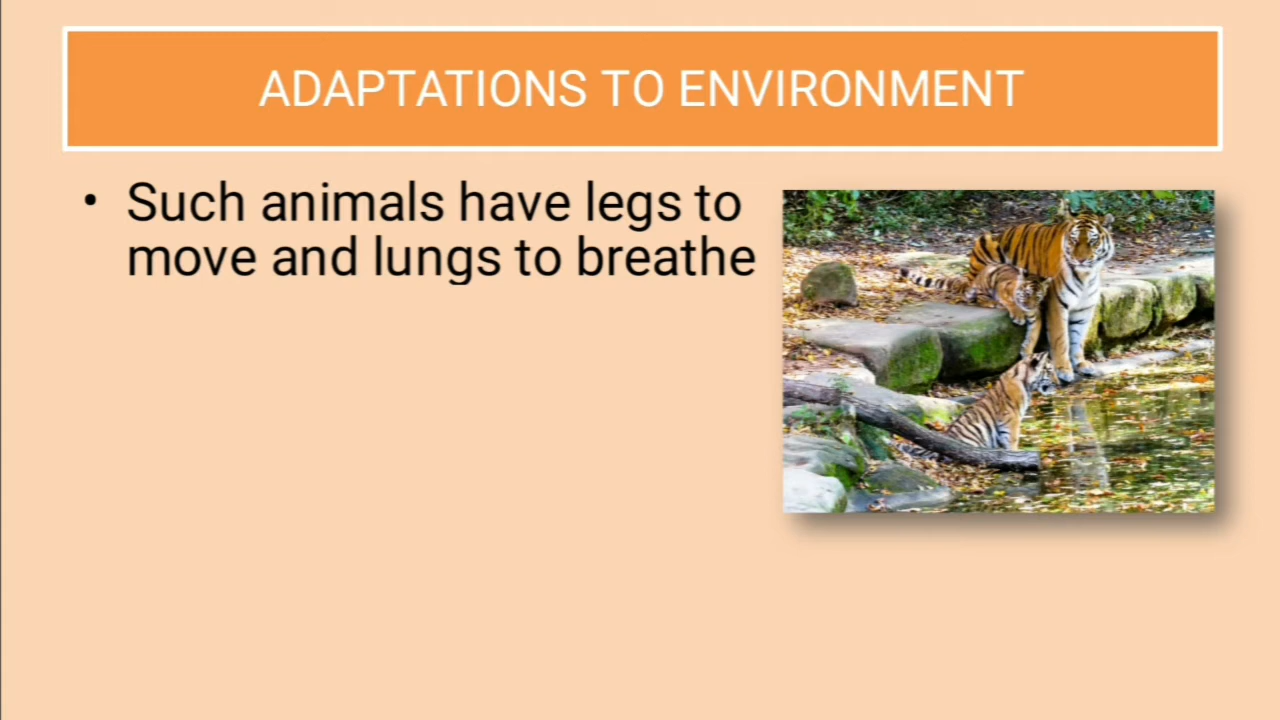 ADAPTATIONS TO ENVIRONMENT
• Such animals have legs to
move and lungs to breathe